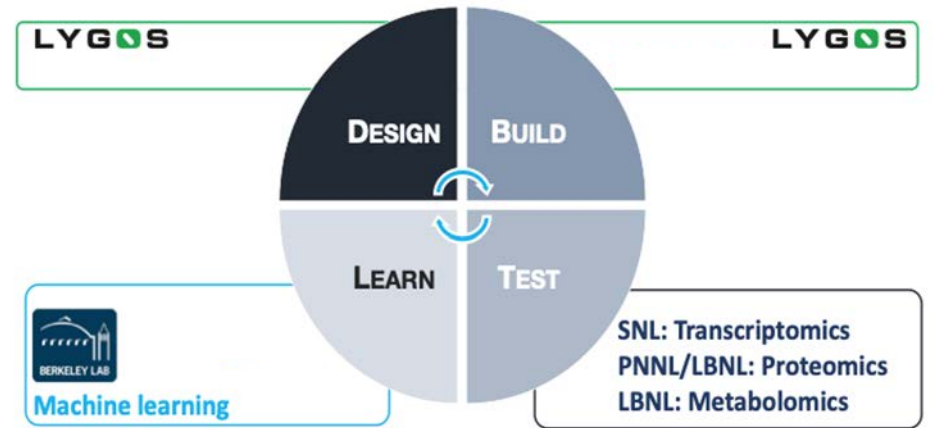 LYGOS
LYGOS
DESIGN
BUILD
LEARN
TEST
BERKELEY LAB
Machine learning
SNL: Transcriptomics
PNNL/LBNL: Proteomics
LBNL: Metabolomics